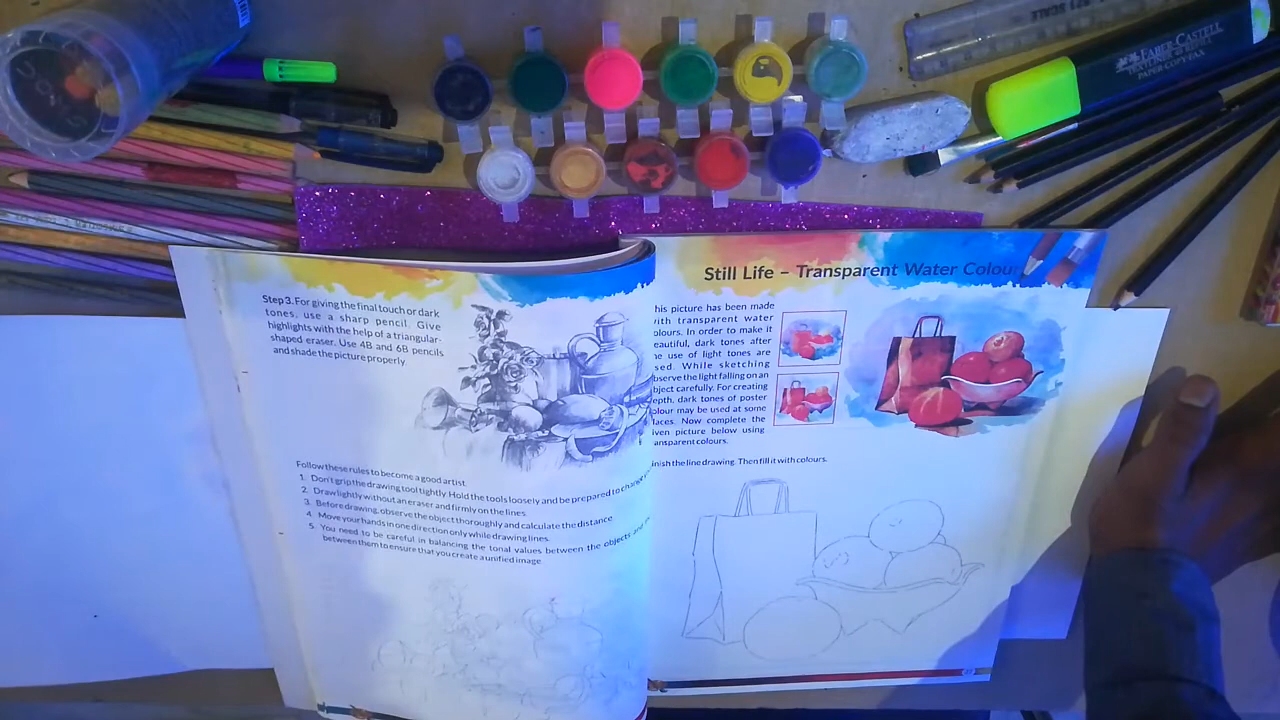 FABER-CASTELL
TEXTLINER 48 REFILL
PAPER·COPY·FAX
SCALE
Still Life – Transparent Water Colour
Step 3. For giving the final touch or dark
tones, use a sharp pencil. Give
highlights with the help of a triangular-
shaped eraser. Use 4B and 6B pencils
and shade the picture properly.
Follow these rules to become a good artist.
1. Don't grip the drawing tool tightly. Hold the tools loosely and be prepared to change
2. Draw lightly without an eraser and firmly on the lines.
3. Before drawing, observe the object thoroughly and calculate the distance.
4. Move your hands in one direction only while drawing lines.
5. You need to be careful in balancing the tonal values between the objects and
between them to ensure that you create a unified image.
his picture has been made
ith transparent water
olours. In order to make it
eautiful, dark tones after
he use of light tones are
sed. While sketching
bserve the light falling on an
bject carefully. For creating
epth, dark tones of poster
olour may be used at some
laces. Now complete the
iven picture below using
ansparent colours.
inish the line drawing. Then fill it with colours.